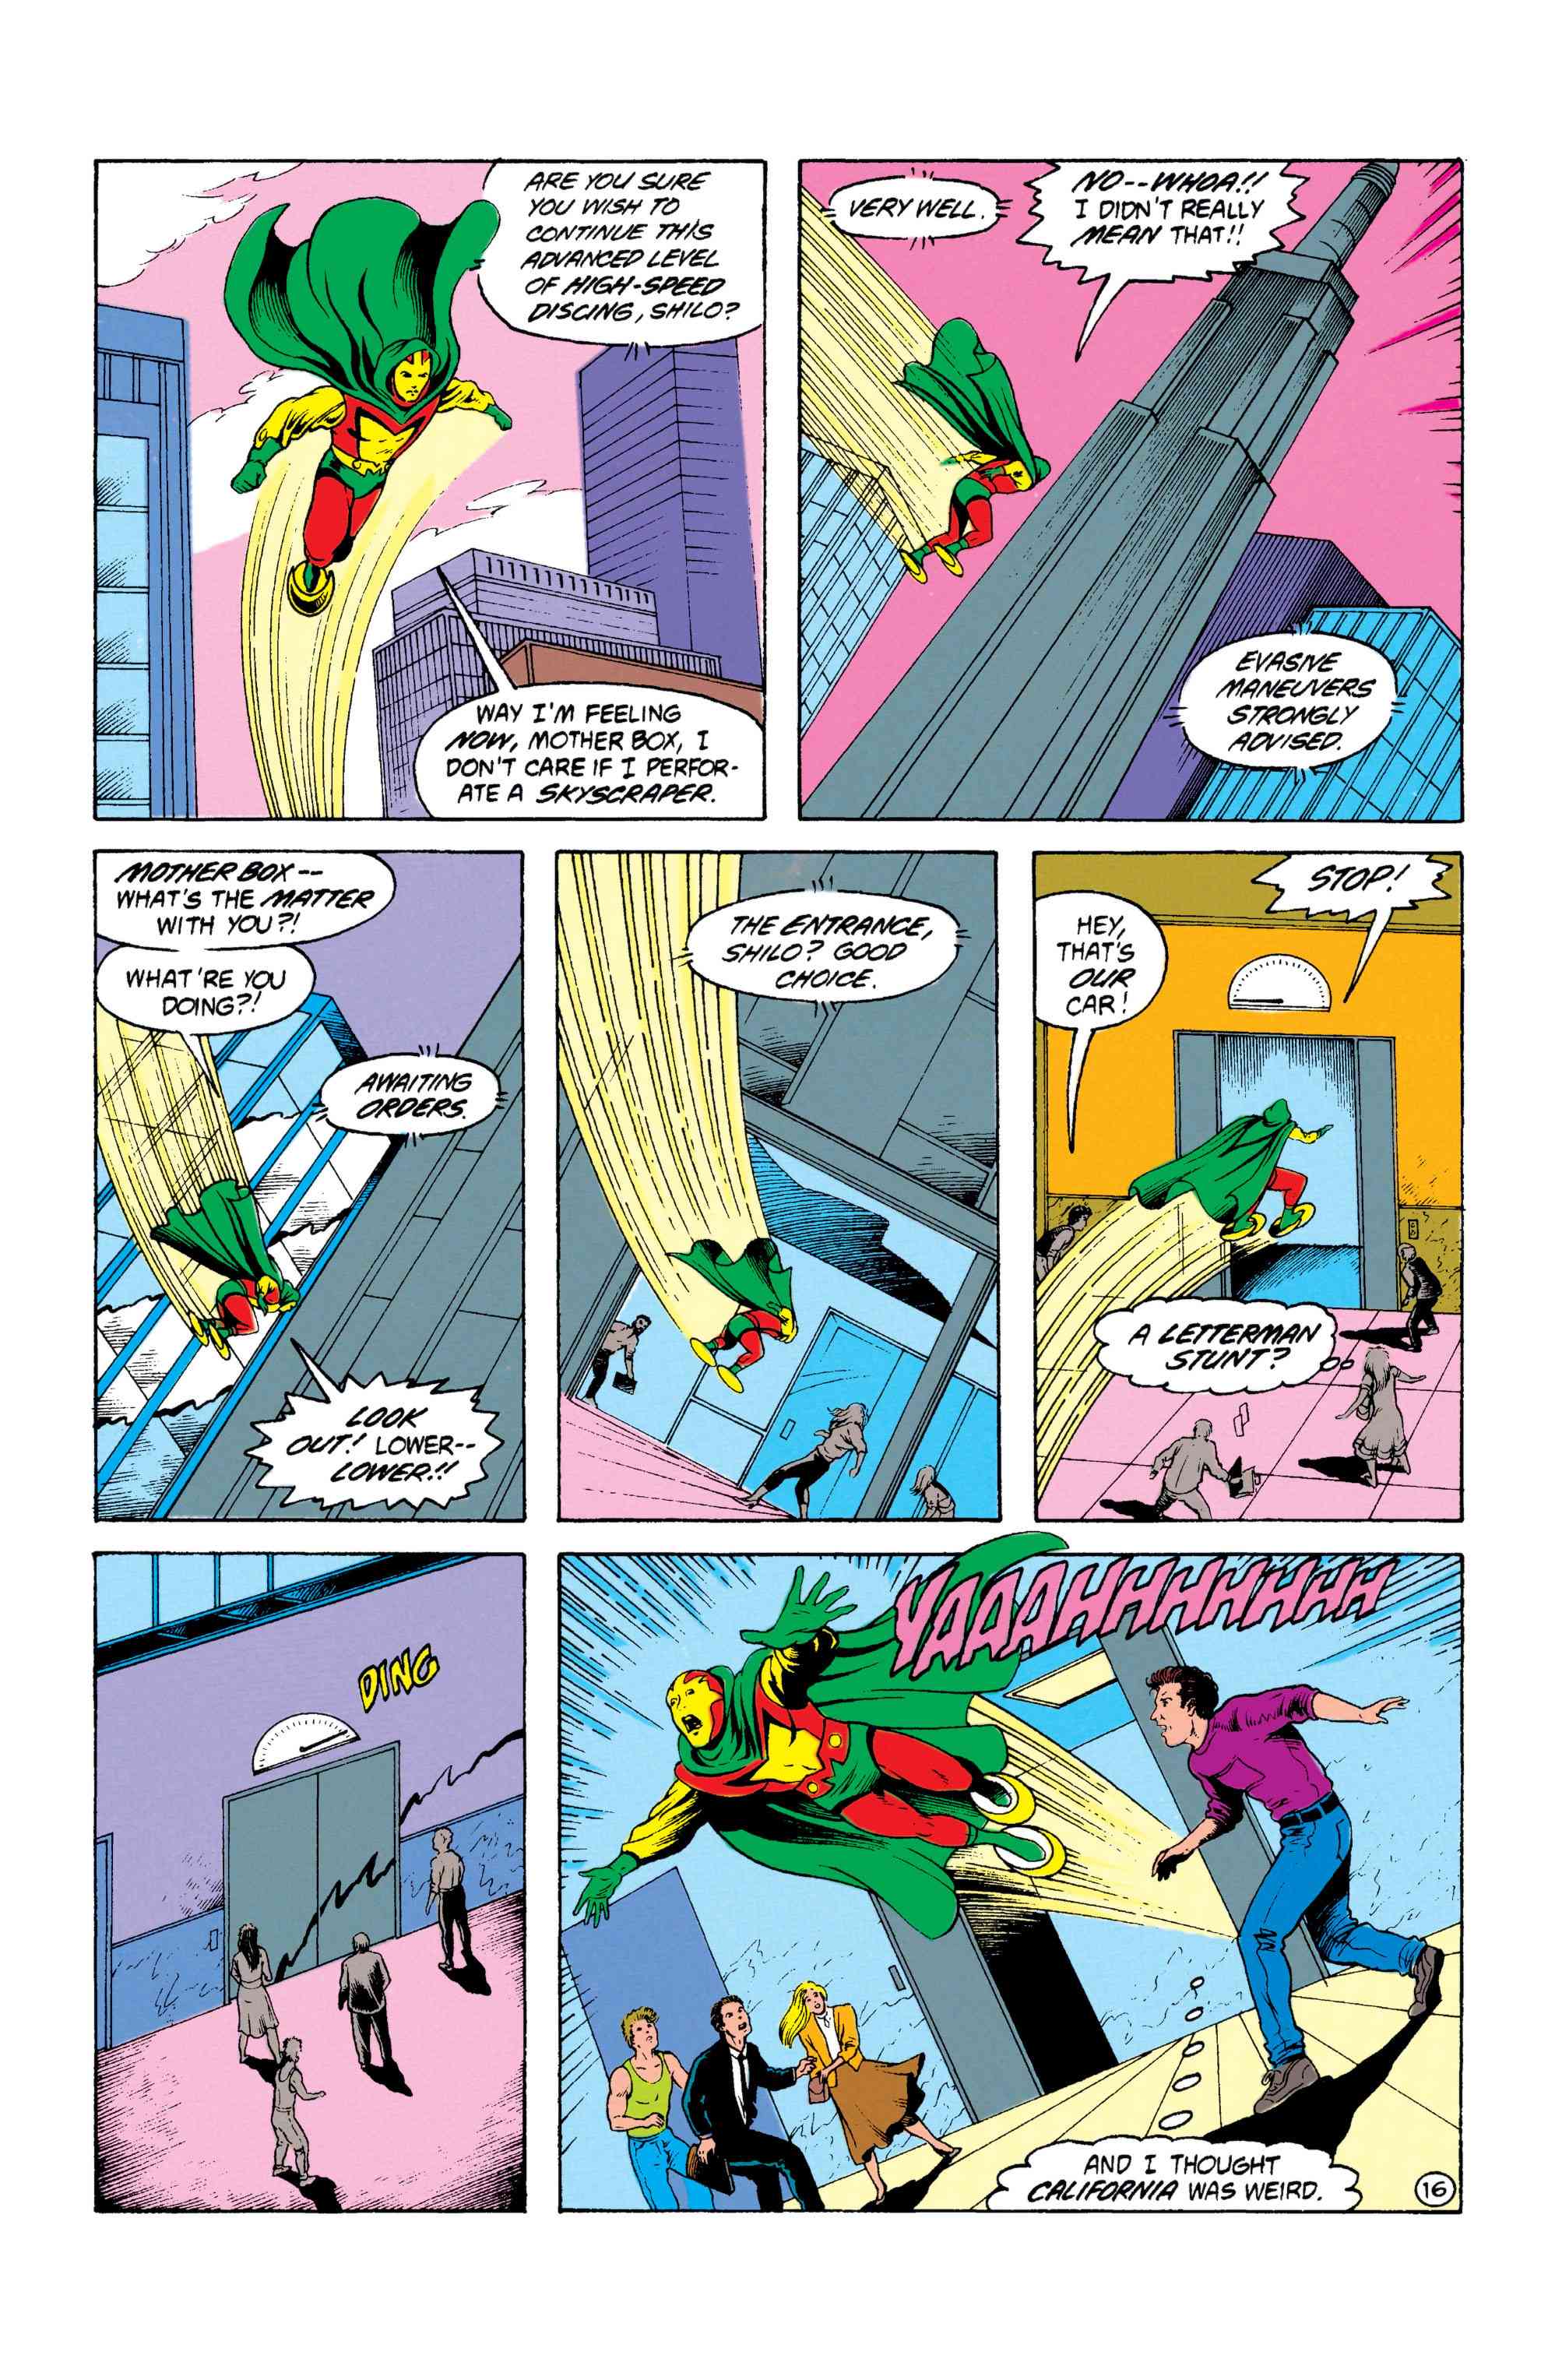 ARE YOU SURE
YOU WISH TO
CONTINUE THIS
ADVANCED LEVEL
OF HIGH-SPEED
DISCING, SHILO?
WAY I'M FEELING
NOW, MOTHER BOX, I
DON'T CARE IF I PERFOR-
ATE A SKYSCRAPER.
VERY WELL.
NO--WHOA!!
I DIDN'T REALLY
MEAN THAT!!
EVASIVE
MANEUVERS
STRONGLY
ADVISED.
MOTHER BOX--
WHAT'S THE MATTER
WITH YOU?!
WHAT'RE YOU
DOING?!
AWAITING
ORDERS.
LOOK
OUT! LOWER--
LOWER!!
THE ENTRANCE,
SHILO? GOOD
CHOICE.
HEY,
THAT'S
OUR
CAR!
STOP!
A LETTERMAN
STUNT?
DING
YAAAHHHHHHHH
AND I THOUGHT
CALIFORNIA WAS WEIRD.
16